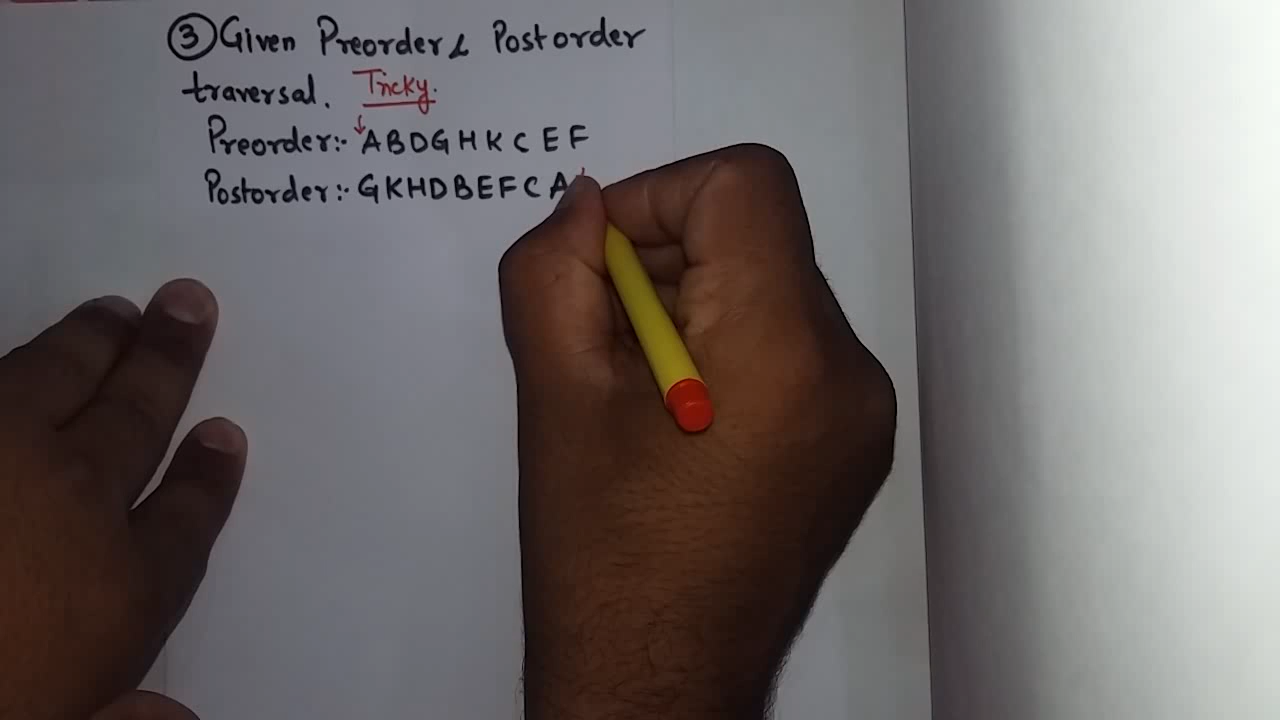 ③ Given Preorder & Postorder
traversal. Tricky.
Preorder:- A B D G H K C E F
Postorder:- G K H D B E F C A